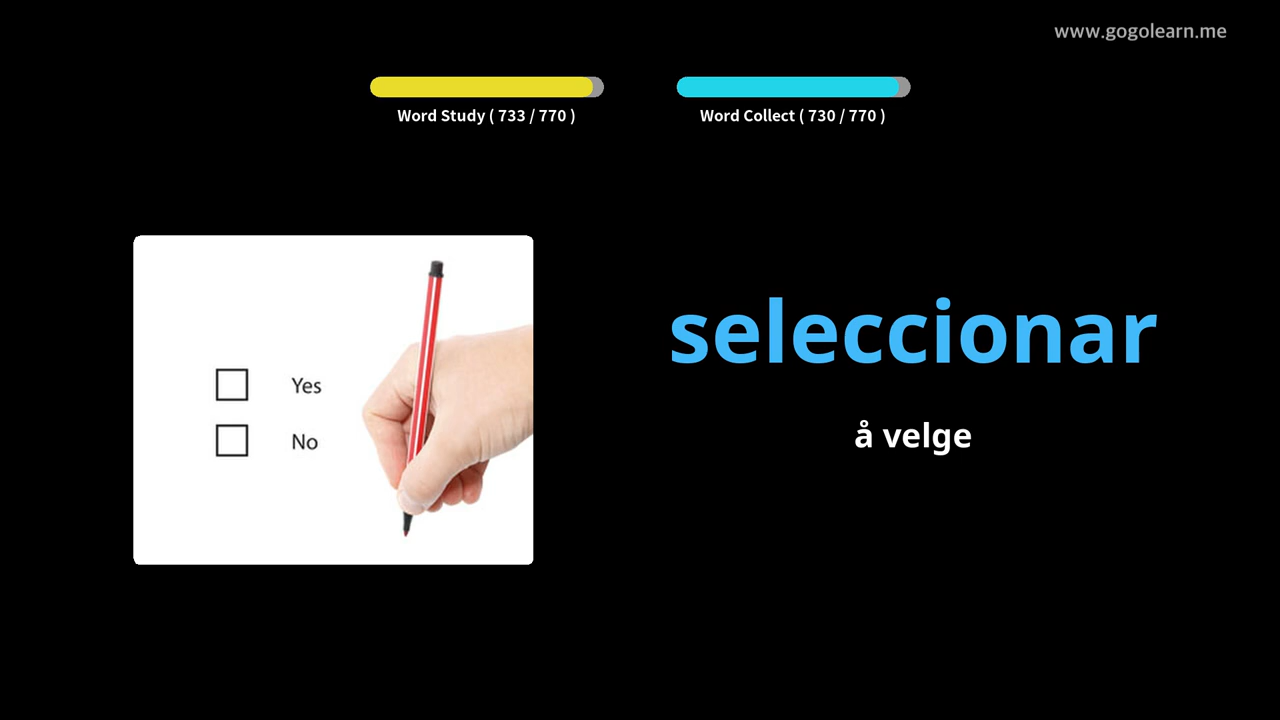 www.gogolearn.me
Word Study ( 733 / 770 )
Word Collect ( 730 / 770 )
Yes
No
seleccionar
å velge